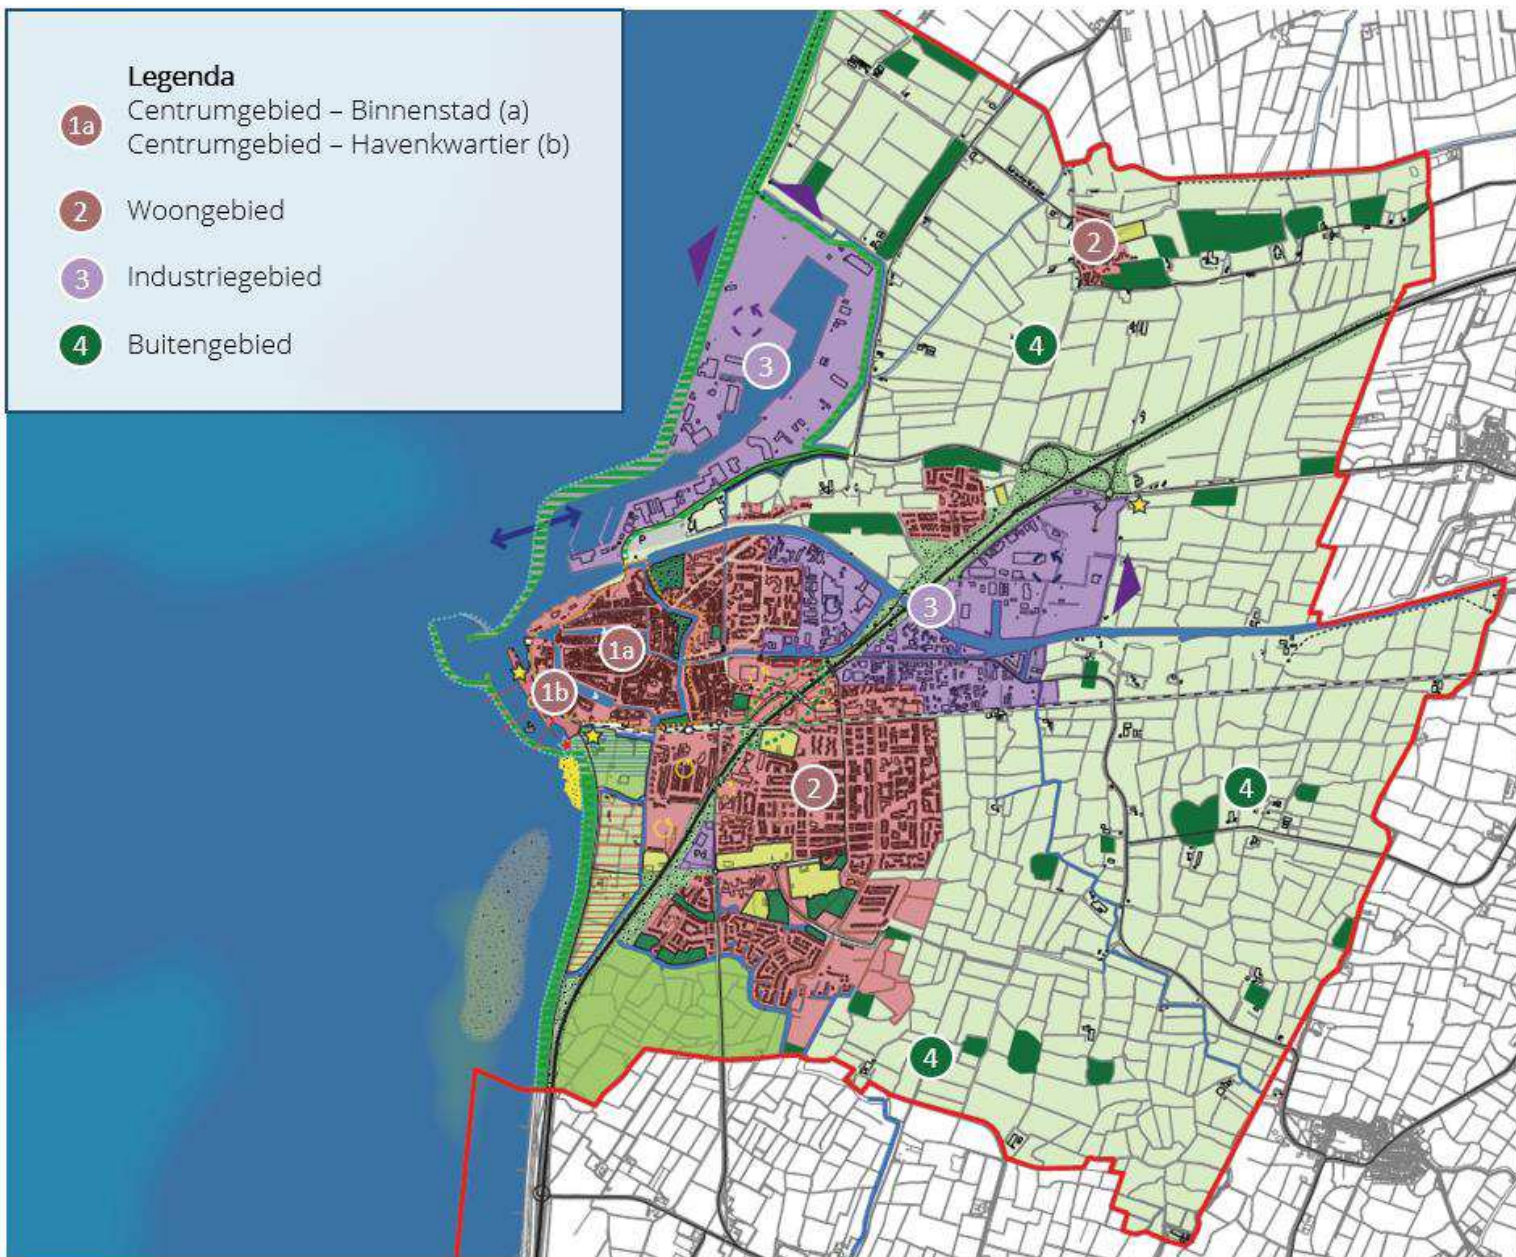 Legenda
1a Centrumgebied – Binnenstad (a)
Centrumgebied – Havenkwartier (b)
2 Woongebied
3 Industriegebied
4 Buitengebied
2
4
3
3
1a
1b
2
4
4